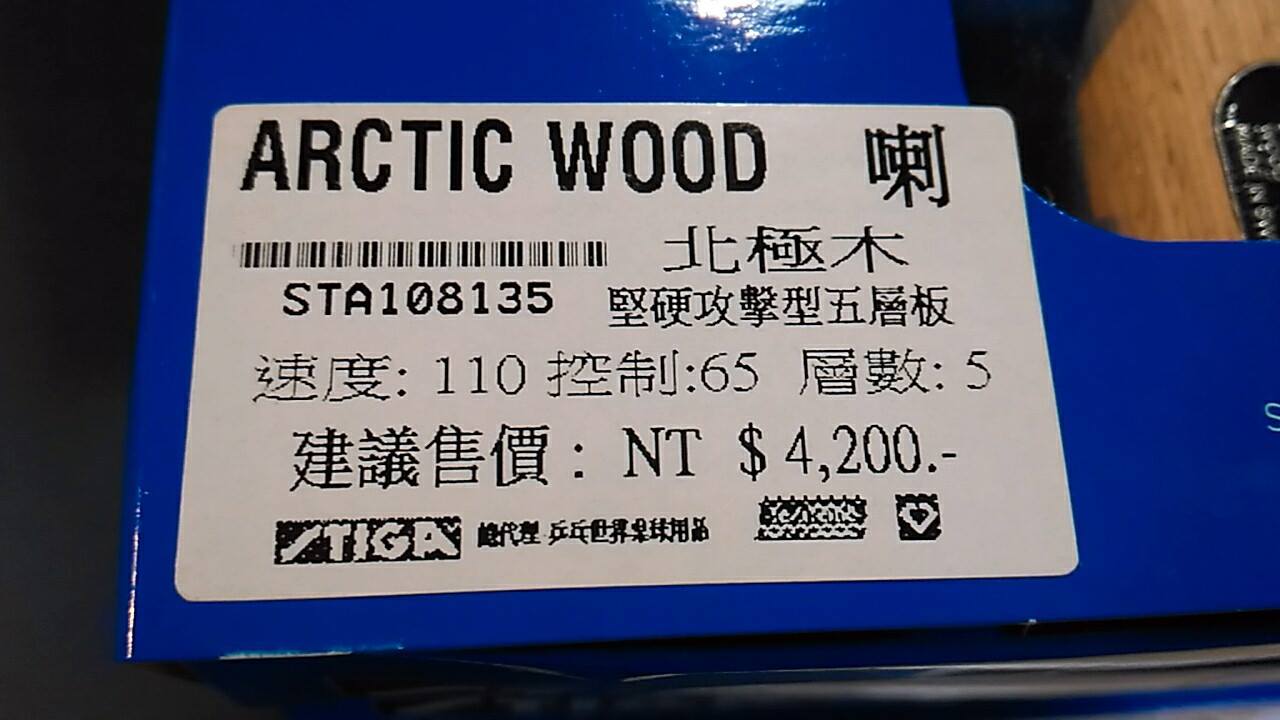 ARCTIC WOOD 喇
北極木
STA108135 堅硬攻擊型五層板
速度: 110 控制:65 層數: 5
建議售價: NT $ 4,200.-
STIGA 總代理 乒乓世界桌球用品